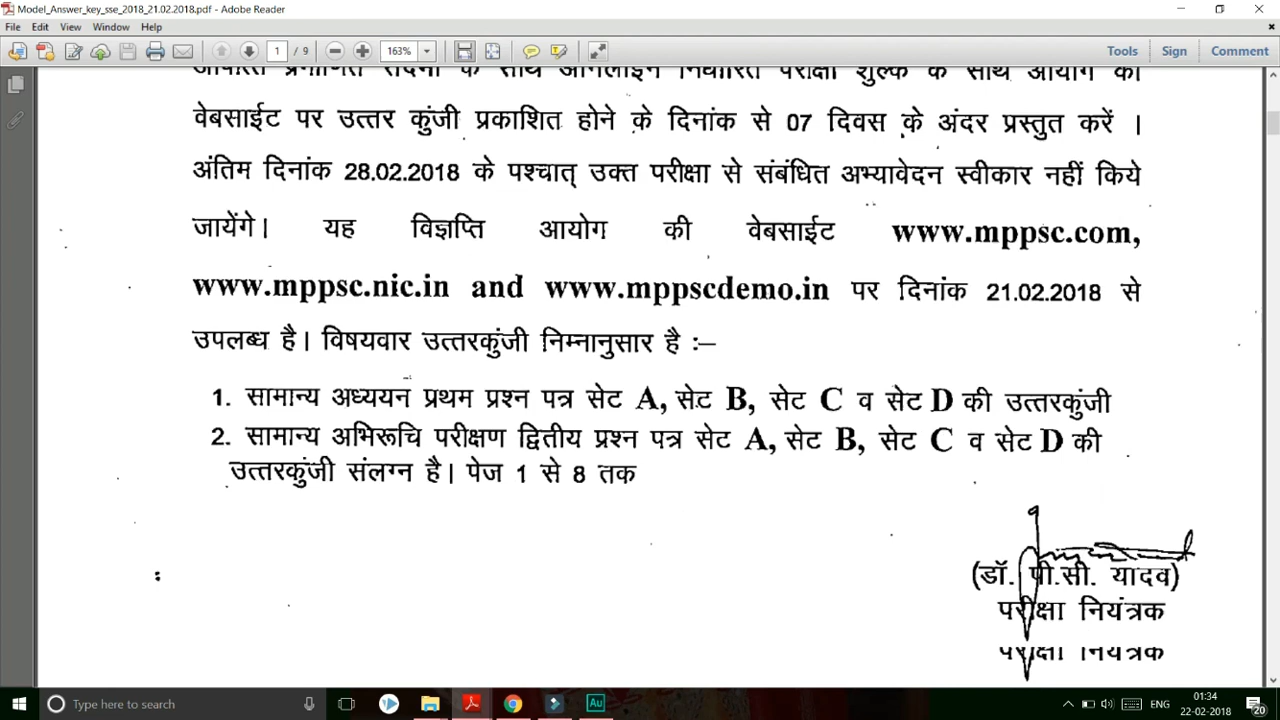 Model_Answer_key_sse_2018_21.02.2018.pdf - Adobe Reader
File Edit View Window Help
1 / 9 163% Tools Sign Comment
वेबसाईट पर उत्तर कुंजी प्रकाशित होने के दिनांक से 07 दिवस के अंदर प्रस्तुत करें ।
अंतिम दिनांक 28.02.2018 के पश्चात् उक्त परीक्षा से संबंधित अभ्यावेदन स्वीकार नहीं किये
जायेंगे। यह विज्ञप्ति आयोग की वेबसाईट www.mppsc.com,
www.mppsc.nic.in and www.mppscdemo.in पर दिनांक 21.02.2018 से
उपलब्ध है। विषयवार उत्तरकुंजी निम्नानुसार है :–
1. सामान्य अध्ययन प्रथम प्रश्न पत्र सेट A, सेट B, सेट C व सेट D की उत्तरकुंजी
2. सामान्य अभिरूचि परीक्षण द्वितीय प्रश्न पत्र सेट A, सेट B, सेट C व सेट D की
उत्तरकुंजी संलग्न है। पेज 1 से 8 तक
(डॉ. पी.सी. यादव)
परीक्षा नियंत्रक
परीक्षा नियंत्रक
Type here to search
ENG 01:34
22-02-2018 20